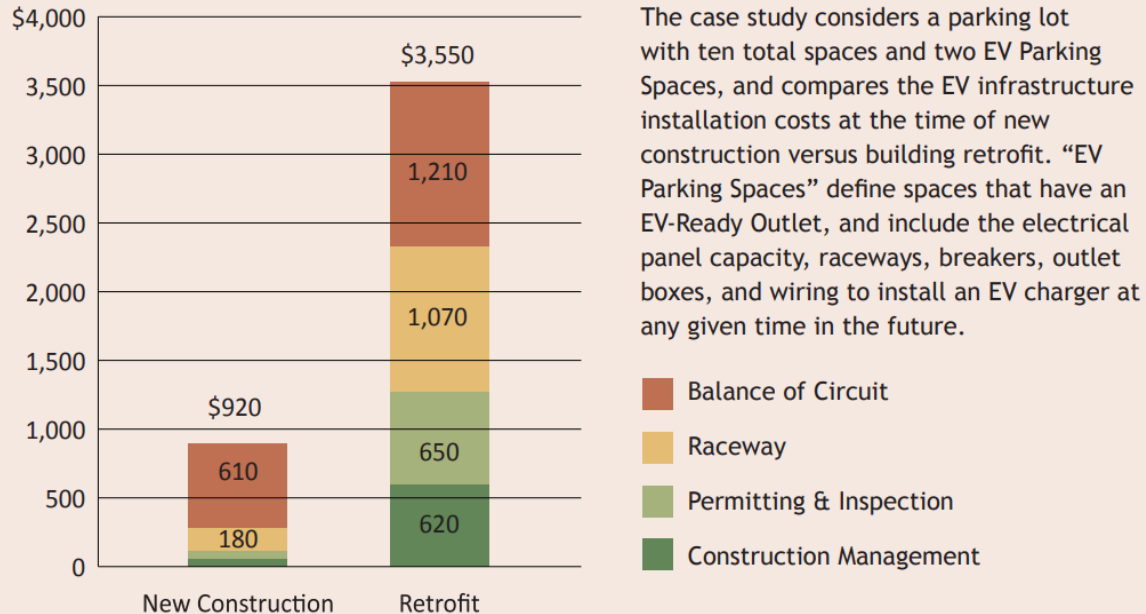 $4,000
3,500
3,000
2,500
2,000
1,500
1,000
500
0
$920
610
180
$3,550
1,210
1,070
650
620
New Construction
Retrofit
The case study considers a parking lot
with ten total spaces and two EV Parking
Spaces, and compares the EV infrastructure
installation costs at the time of new
construction versus building retrofit. “EV
Parking Spaces” define spaces that have an
EV-Ready Outlet, and include the electrical
panel capacity, raceways, breakers, outlet
boxes, and wiring to install an EV charger at
any given time in the future.
Balance of Circuit
Raceway
Permitting & Inspection
Construction Management